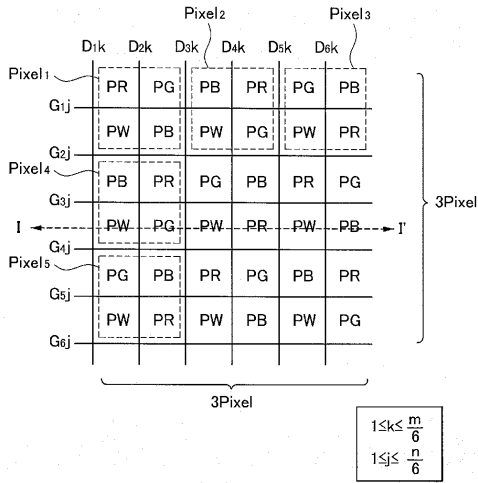 Pixel2 Pixel3
D1k D2k D3k D4k D5k D6k
Pixel1 PR PG PB PR PG PB
G1j
PW PB PW PG PW PR
G2j
Pixel4 PB PR PG PB PR PG
G3j
I PW PG PW PR PW PB I'
G4j
Pixel5 PG PB PR PG PB PR
G5j
PW PR PW PB PW PG
G6j
3Pixel
3Pixel
1≤k≤ m/6
1≤j≤ n/6